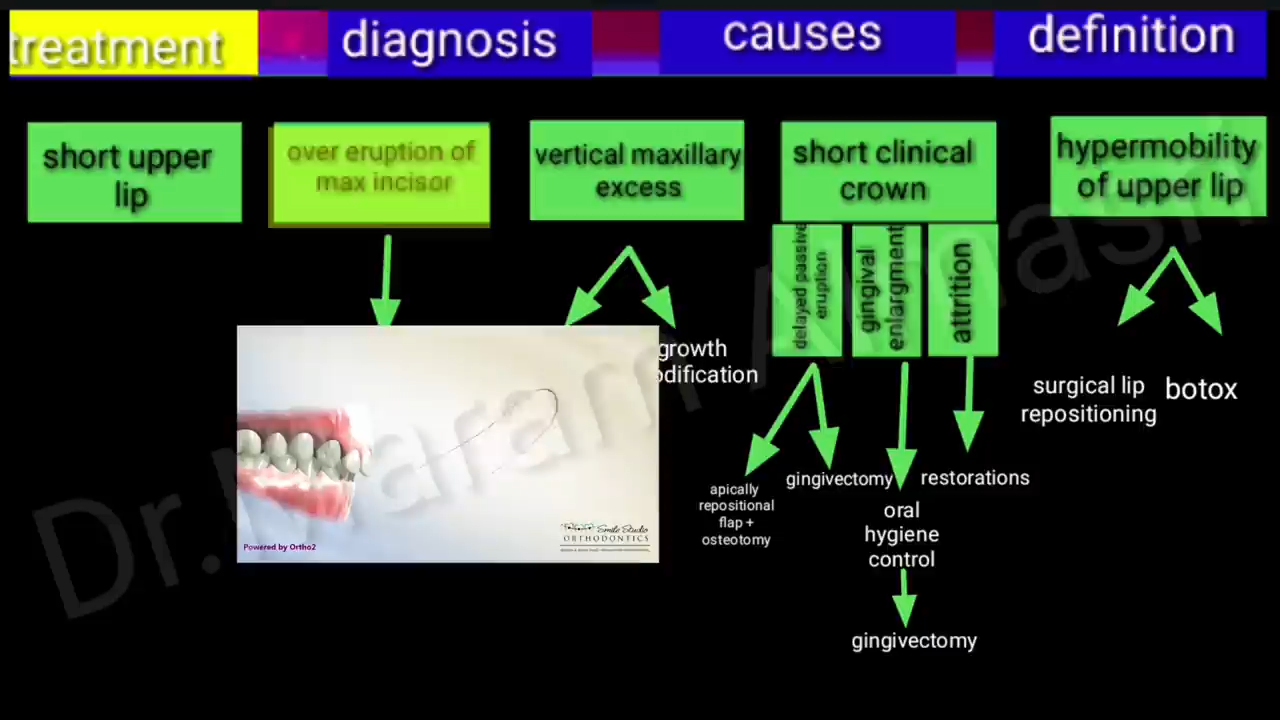 treatment
diagnosis
causes
definition
short upper
lip
over eruption of
max incisor
vertical maxillary
excess
short clinical
crown
hypermobility
of upper lip
delayed passive
eruption
gingival
enlargment
attrition
growth
odification
surgical lip
repositioning
botox
apically
repositional
flap +
osteotomy
gingivectomy
restorations
oral
hygiene
control
gingivectomy
Powered by Ortho2
Smile Studio
ORTHODONTICS
Dr.